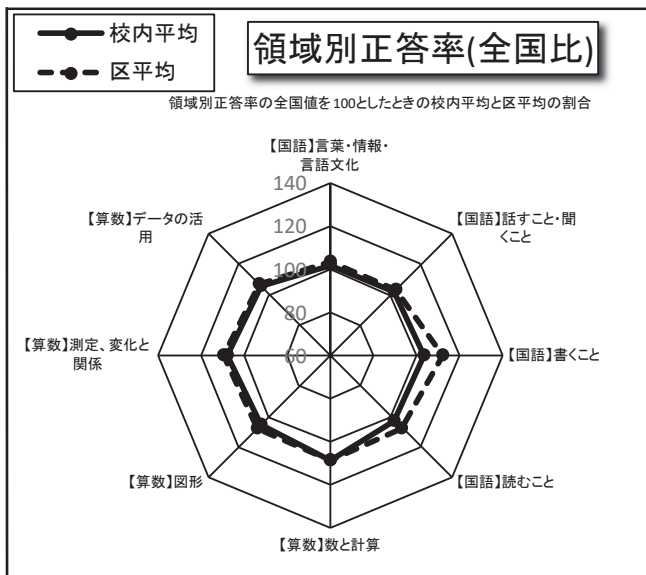 校内平均
区平均
領域別正答率(全国比)
領域別正答率の全国値を100としたときの校内平均と区平均の割合
【国語】言葉・情報・
言語文化
【国語】話すこと・聞
くこと
【国語】書くこと
【国語】読むこと
【算数】数と計算
【算数】図形
【算数】測定、変化と
関係
【算数】データの活
用
140
120
100
80
60